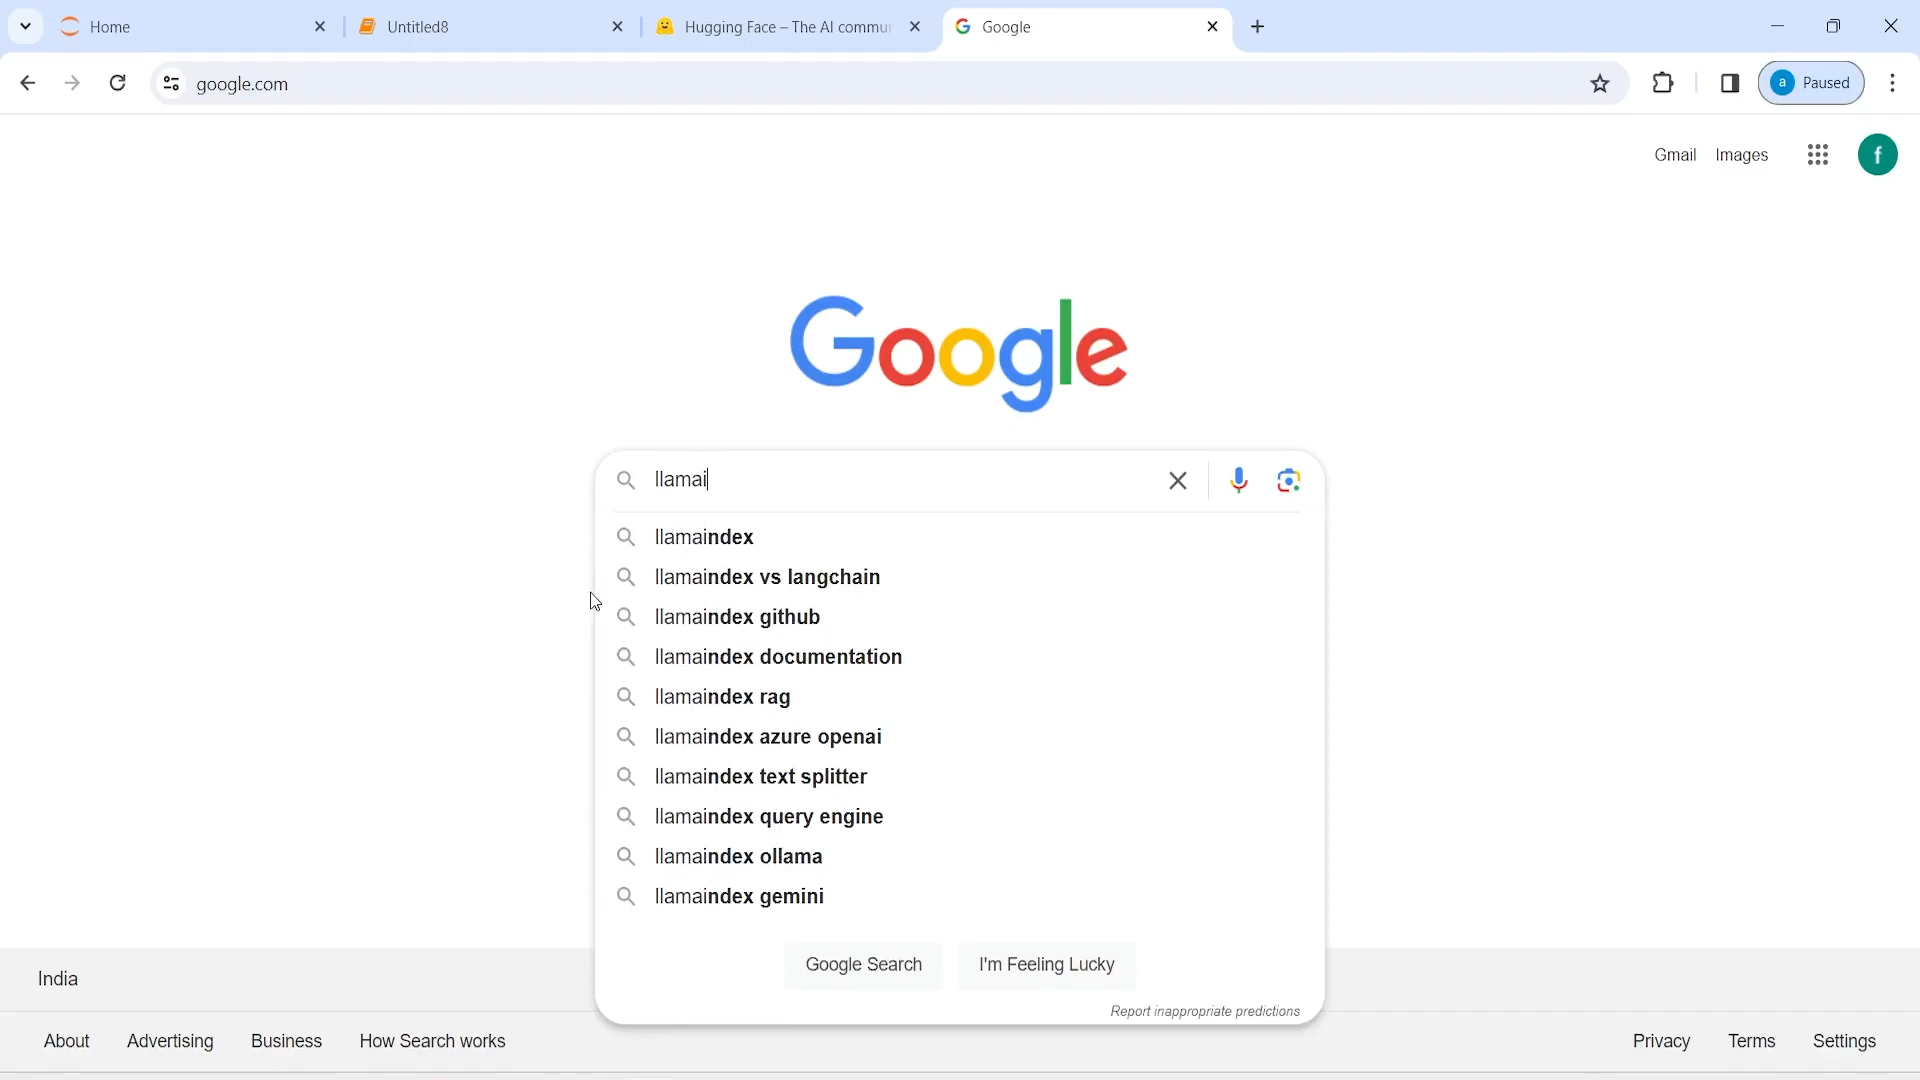 Home
Untitled8
Hugging Face – The AI commu
Google
google.com
a Paused
Gmail Images f
Google
llamai
llamaindex
llamaindex vs langchain
llamaindex github
llamaindex documentation
llamaindex rag
llamaindex azure openai
llamaindex text splitter
llamaindex query engine
llamaindex ollama
llamaindex gemini
Google Search I'm Feeling Lucky
Report inappropriate predictions
India
About Advertising Business How Search works Privacy Terms Settings